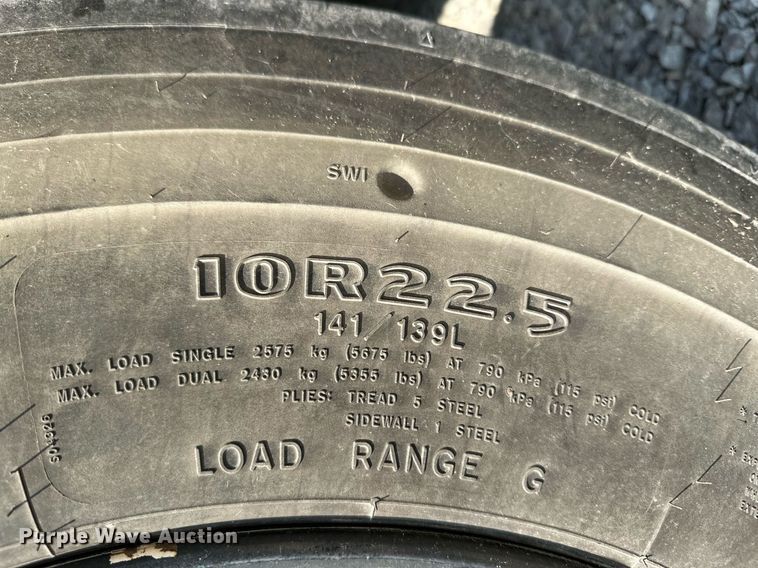 SWI
10R22.5
141/139L
MAX. LOAD SINGLE 2575 kg (5675 lbs) AT 790 kPa (115 psi) COLD
MAX. LOAD DUAL 2430 kg (5355 lbs) AT 790 kPa (115 psi) COLD
PLIES: TREAD 5 STEEL
SIDEWALL 1 STEEL
LOAD RANGE G
Purple Wave Auction